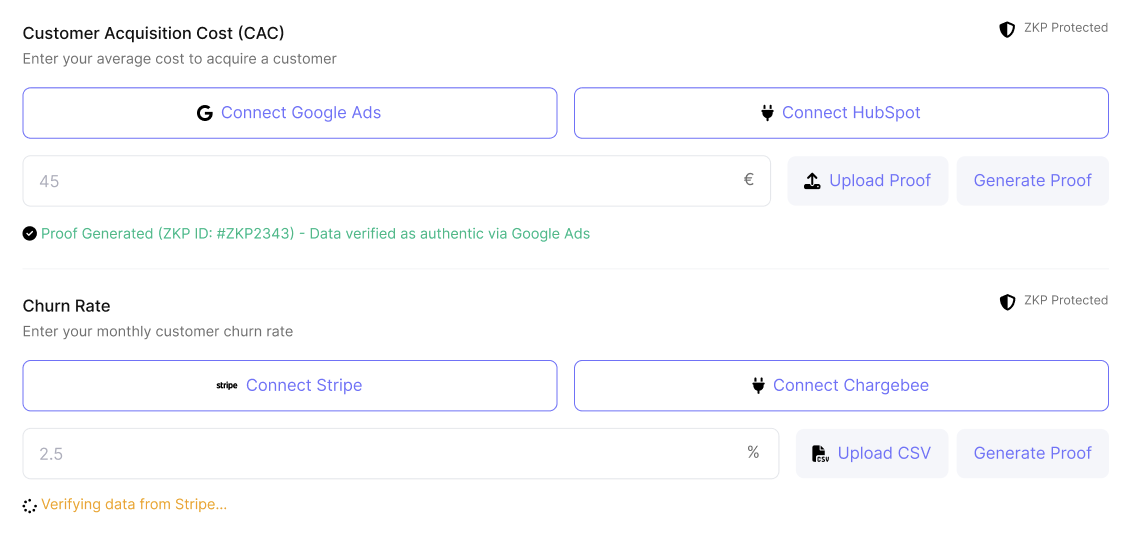 Customer Acquisition Cost (CAC)
ZKP Protected
Enter your average cost to acquire a customer
G Connect Google Ads
Connect HubSpot
45 €
Upload Proof
Generate Proof
Proof Generated (ZKP ID: #ZKP2343) - Data verified as authentic via Google Ads
Churn Rate
ZKP Protected
Enter your monthly customer churn rate
stripe Connect Stripe
Connect Chargebee
2.5 %
CSV Upload CSV
Generate Proof
Verifying data from Stripe...